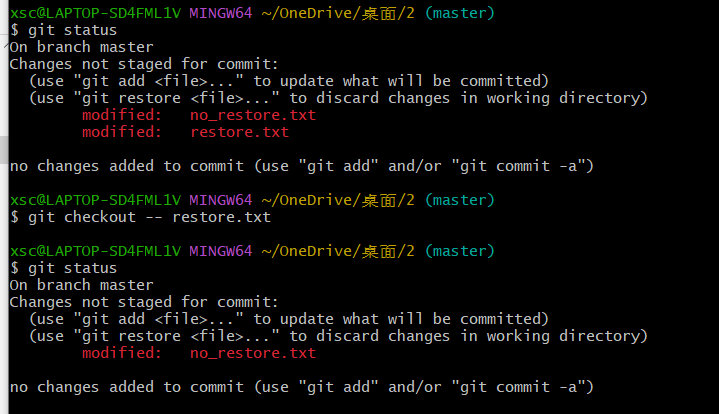 xsc@LAPTOP-SD4FML1V MINGW64 ~/OneDrive/桌面/2 (master)
$ git status
On branch master
Changes not staged for commit:
  (use "git add <file>..." to update what will be committed)
  (use "git restore <file>..." to discard changes in working directory)
        modified:   no_restore.txt
        modified:   restore.txt

no changes added to commit (use "git add" and/or "git commit -a")

xsc@LAPTOP-SD4FML1V MINGW64 ~/OneDrive/桌面/2 (master)
$ git checkout -- restore.txt

xsc@LAPTOP-SD4FML1V MINGW64 ~/OneDrive/桌面/2 (master)
$ git status
On branch master
Changes not staged for commit:
  (use "git add <file>..." to update what will be committed)
  (use "git restore <file>..." to discard changes in working directory)
        modified:   no_restore.txt

no changes added to commit (use "git add" and/or "git commit -a")